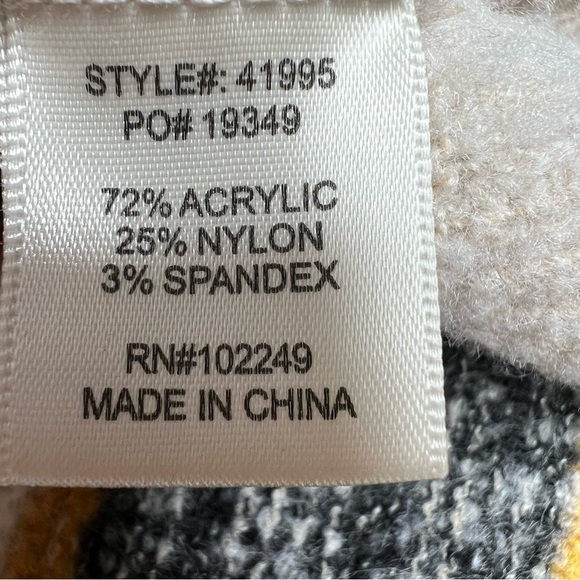 STYLE#: 41995
PO# 19349
72% ACRYLIC
25% NYLON
3% SPANDEX
RN#102249
MADE IN CHINA